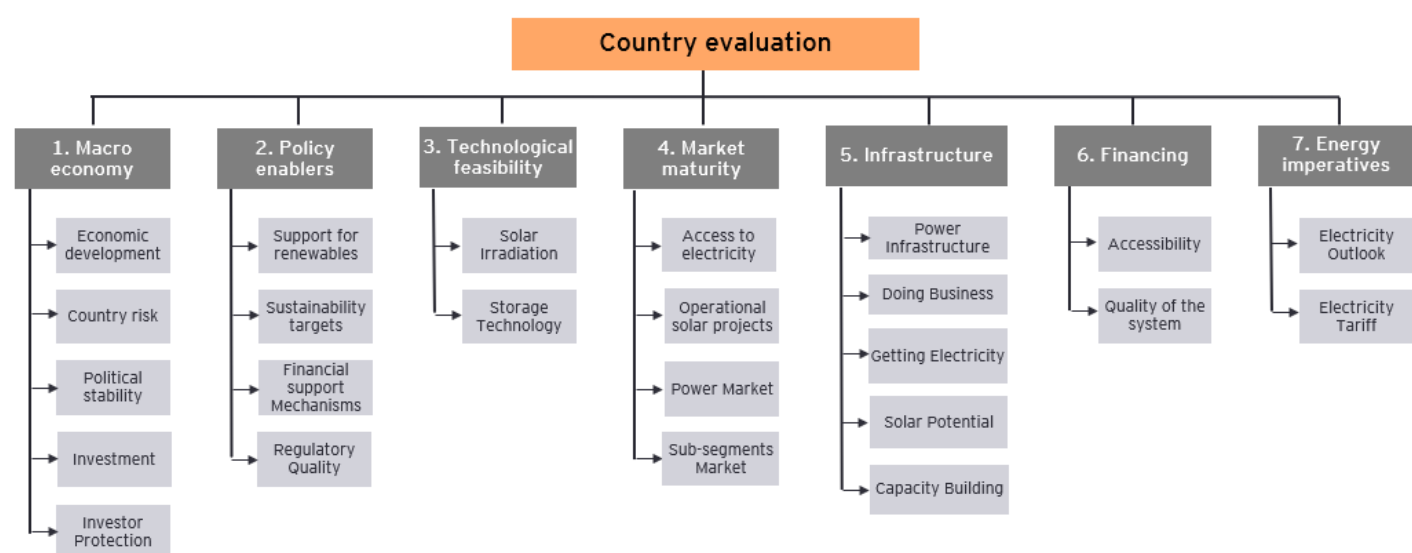 Country evaluation
1. Macro
economy
Economic
development
Country risk
Political
stability
Investment
Investor
Protection
2. Policy
enablers
Support for
renewables
Sustainability
targets
Financial
support
Mechanisms
Regulatory
Quality
3. Technological
feasibility
Solar
Irradiation
Storage
Technology
4. Market
maturity
Access to
electricity
Operational
solar projects
Power Market
Sub-segments
Market
5. Infrastructure
Power
Infrastructure
Doing Business
Getting Electricity
Solar Potential
Capacity Building
6. Financing
Accessibility
Quality of the
system
7. Energy
imperatives
Electricity
Outlook
Electricity
Tariff